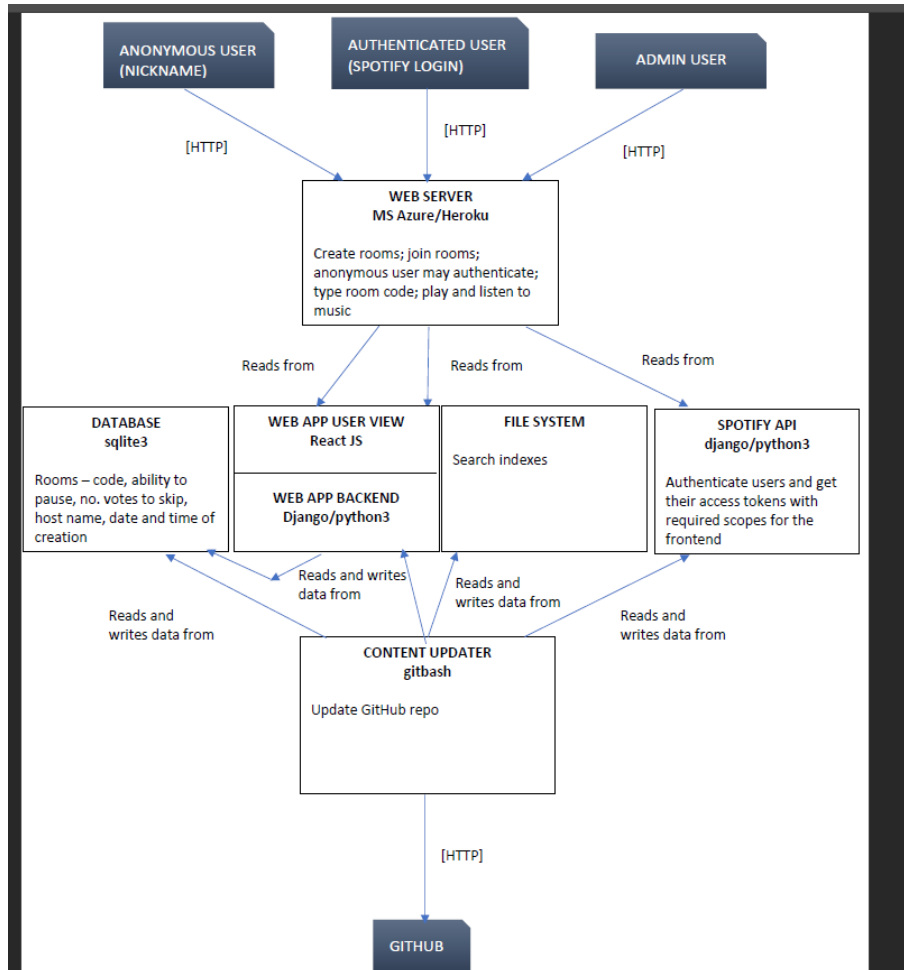 ANONYMOUS USER
(NICKNAME)
AUTHENTICATED USER
(SPOTIFY LOGIN)
ADMIN USER
[HTTP]
[HTTP]
[HTTP]
WEB SERVER
MS Azure/Heroku
Create rooms; join rooms;
anonymous user may authenticate;
type room code; play and listen to
music
Reads from
Reads from
Reads from
DATABASE
sqlite3
Rooms – code, ability to
pause, no. votes to skip,
host name, date and time of
creation
WEB APP USER VIEW
React JS
WEB APP BACKEND
Django/python3
FILE SYSTEM
Search indexes
SPOTIFY API
django/python3
Authenticate users and get
their access tokens with
required scopes for the
frontend
Reads and writes
data from
Reads and
writes data from
Reads and
writes data from
Reads and
writes data from
CONTENT UPDATER
gitbash
Update GitHub repo
[HTTP]
GITHUB